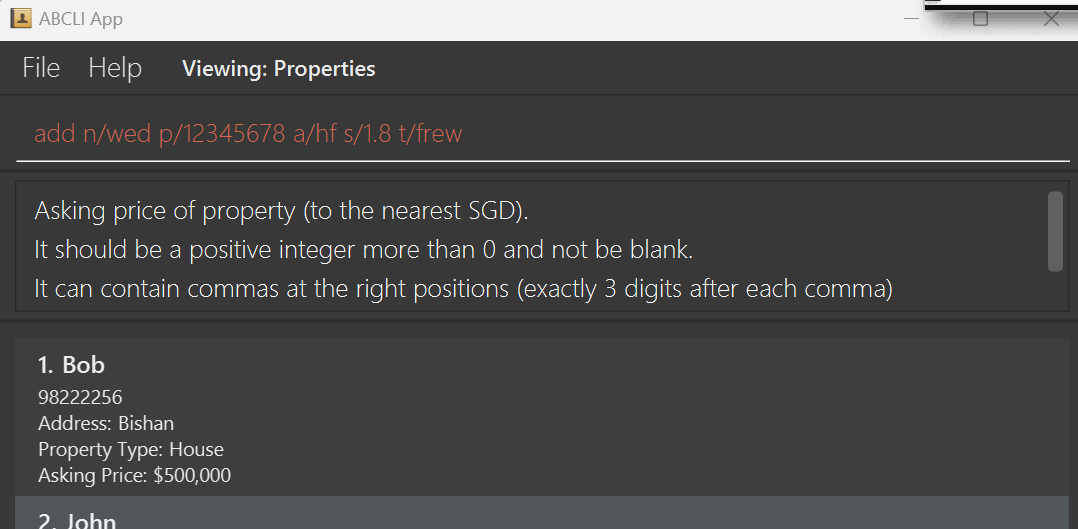 ABCLI App
File Help Viewing: Properties
add n/wed p/12345678 a/hf s/1.8 t/frew
Asking price of property (to the nearest SGD).
It should be a positive integer more than 0 and not be blank.
It can contain commas at the right positions (exactly 3 digits after each comma)
1. Bob
98222256
Address: Bishan
Property Type: House
Asking Price: $500,000
2. John